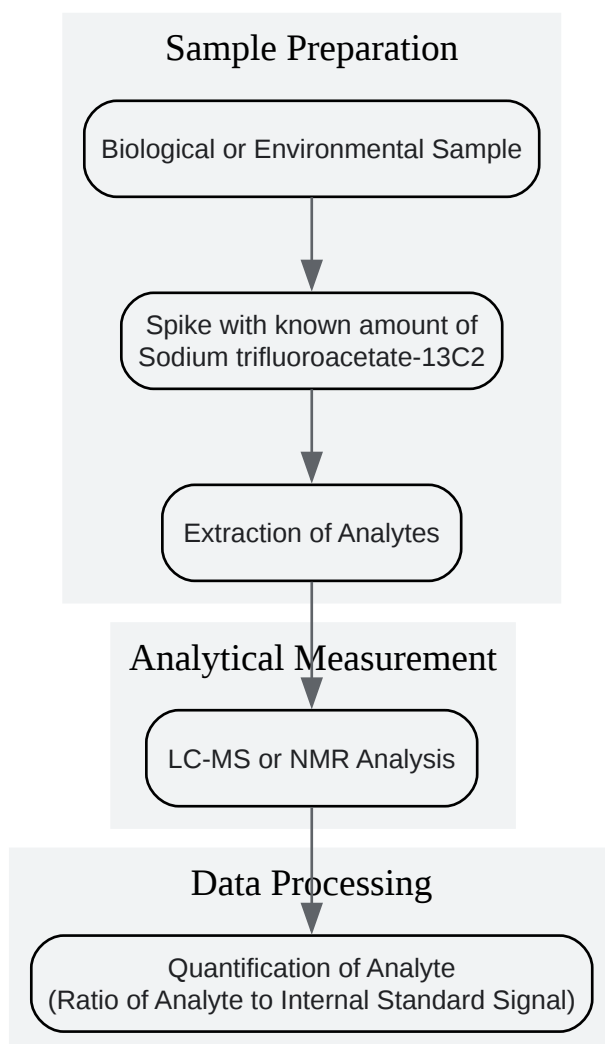 Sample Preparation
Biological or Environmental Sample
Spike with known amount of
Sodium trifluoroacetate-13C2
Extraction of Analytes
Analytical Measurement
LC-MS or NMR Analysis
Data Processing
Quantification of Analyte
(Ratio of Analyte to Internal Standard Signal)